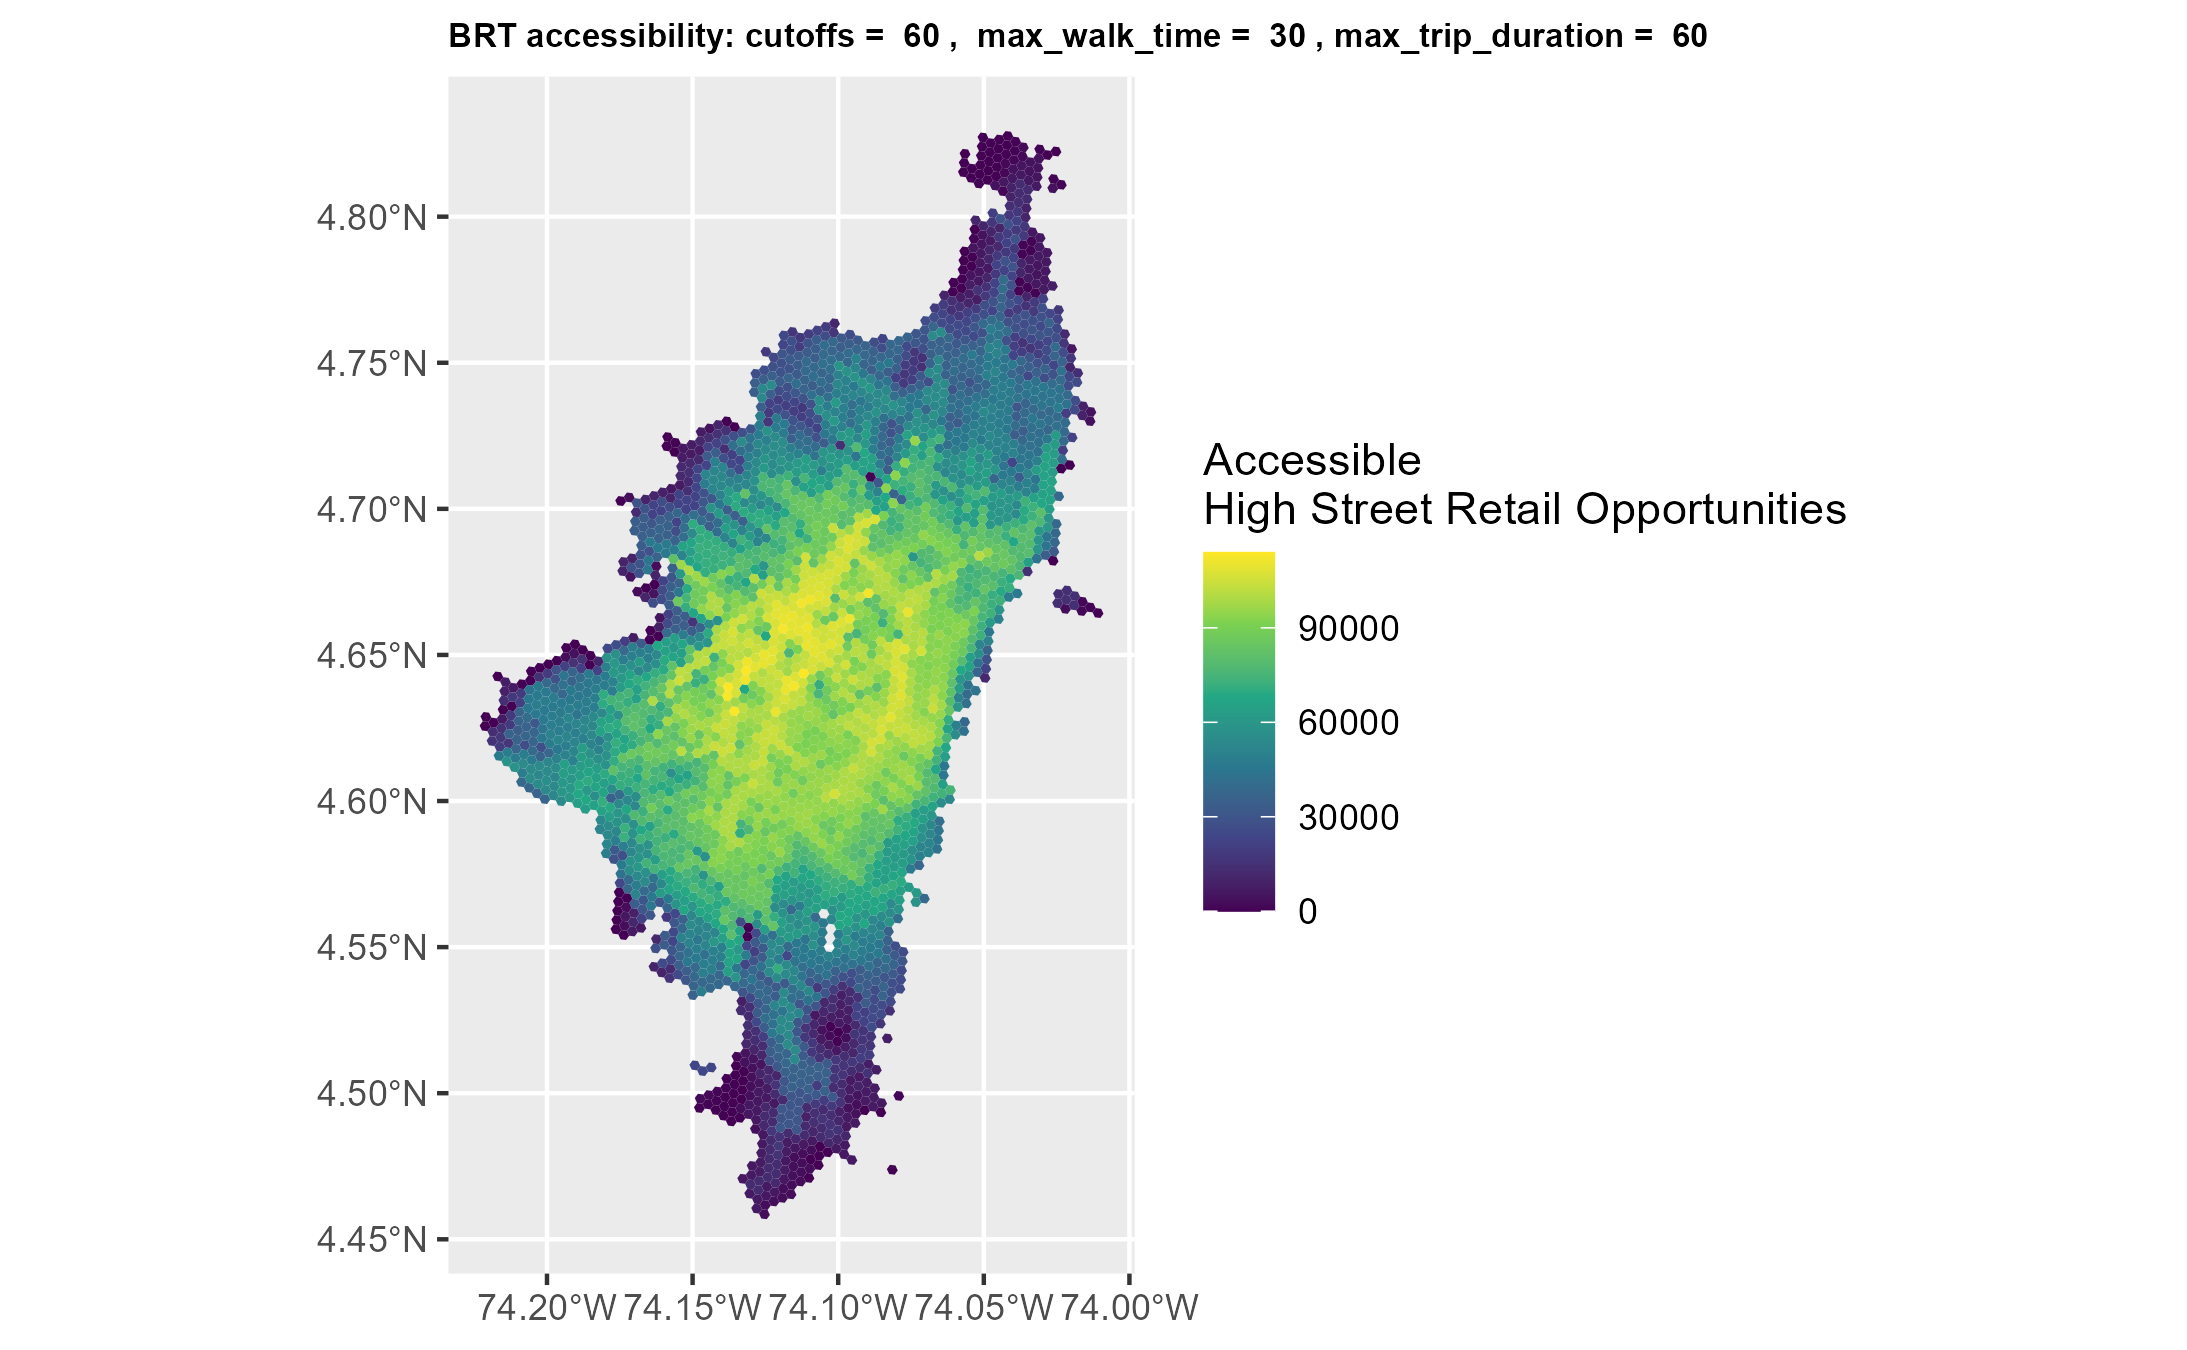 BRT accessibility: cutoffs =  60 ,  max_walk_time =  30 , max_trip_duration =  60
4.80°N
4.75°N
4.70°N
4.65°N
4.60°N
4.55°N
4.50°N
4.45°N
74.20°W 74.15°W 74.10°W 74.05°W 74.00°W
Accessible
High Street Retail Opportunities
90000
60000
30000
0